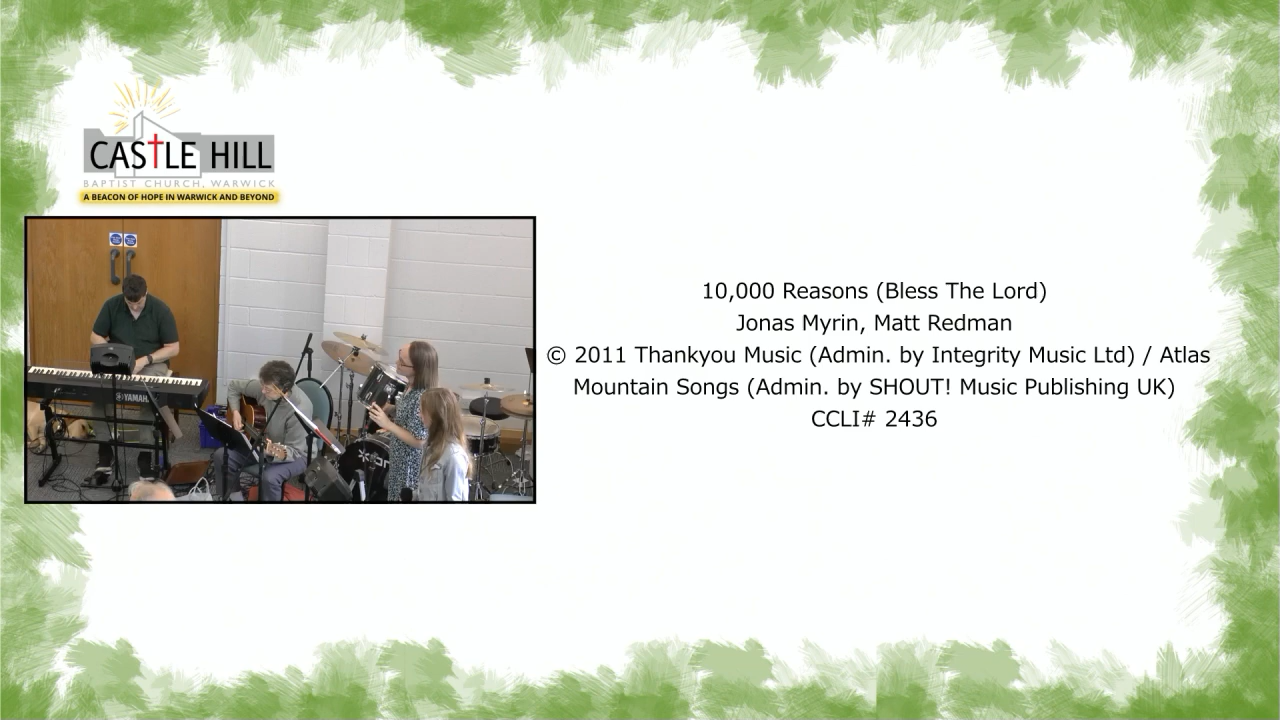 CASTLE HILL
BAPTIST CHURCH, WARWICK
A BEACON OF HOPE IN WARWICK AND BEYOND
YAMAHA
10,000 Reasons (Bless The Lord)
Jonas Myrin, Matt Redman
© 2011 Thankyou Music (Admin. by Integrity Music Ltd) / Atlas
Mountain Songs (Admin. by SHOUT! Music Publishing UK)
CCLI# 2436